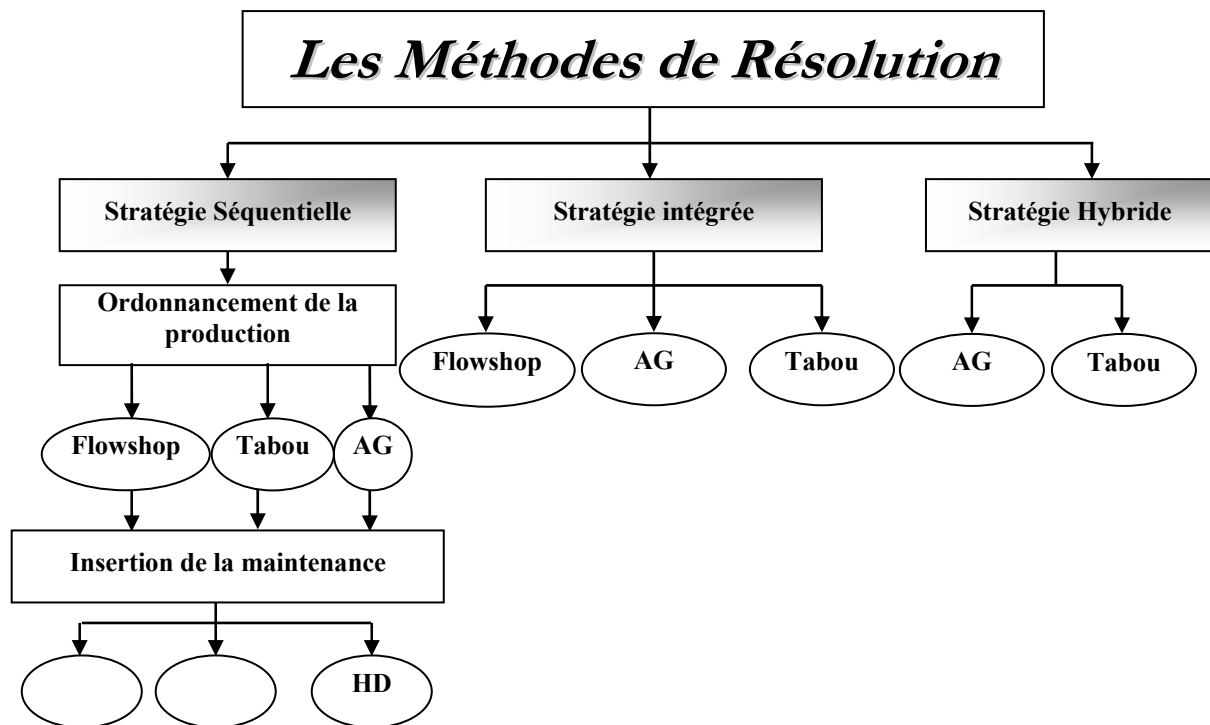 Les Méthodes de Résolution
Stratégie Séquentielle
Stratégie intégrée
Stratégie Hybride
Ordonnancement de la
production
Flowshop
AG
Tabou
AG
Tabou
Flowshop
Tabou
AG
Insertion de la maintenance
HD